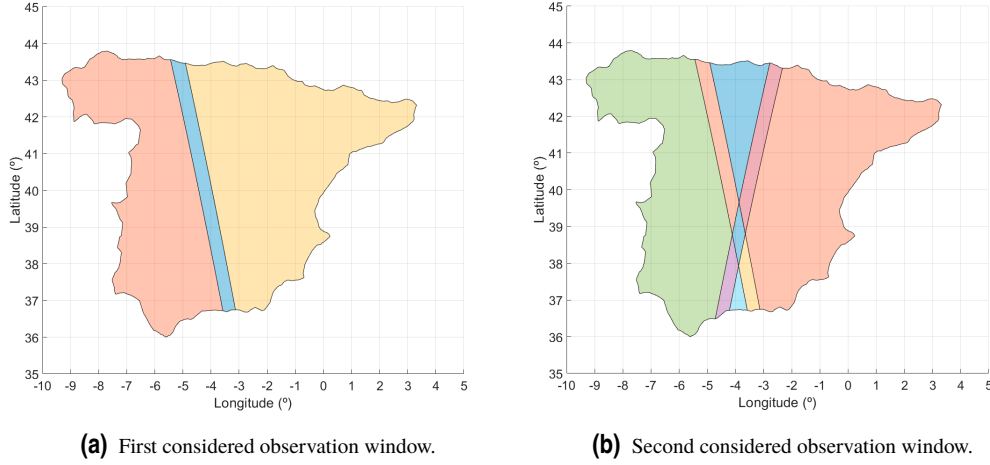 45
44
43
42
41
40
39
38
37
36
35
Latitude (º)
-10 -9 -8 -7 -6 -5 -4 -3 -2 -1 0 1 2 3 4 5
Longitude (º)
(a) First considered observation window.
45
44
43
42
41
40
39
38
37
36
35
Latitude (º)
-10 -9 -8 -7 -6 -5 -4 -3 -2 -1 0 1 2 3 4 5
Longitude (º)
(b) Second considered observation window.